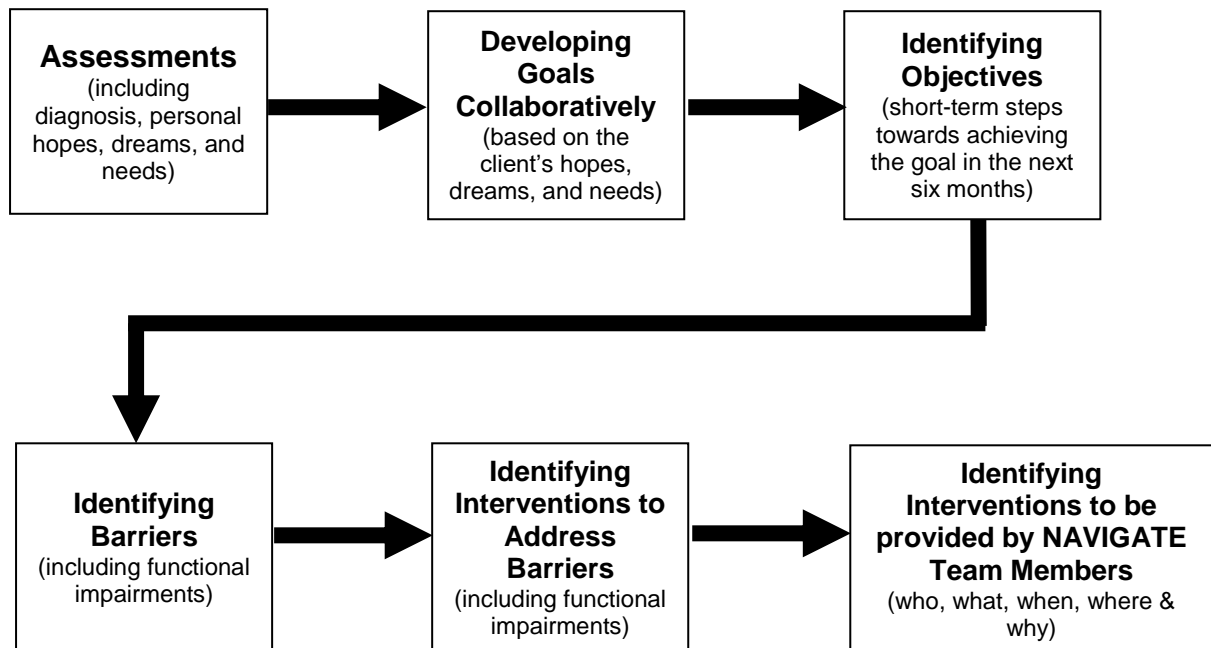 Assessments
(including
diagnosis, personal
hopes, dreams, and
needs)
Developing
Goals
Collaboratively
(based on the
client's hopes,
dreams, and needs)
Identifying
Objectives
(short-term steps
towards achieving
the goal in the next
six months)
Identifying
Barriers
(including functional
impairments)
Identifying
Interventions to
Address
Barriers
(including functional
impairments)
Identifying
Interventions to be
provided by NAVIGATE
Team Members
(who, what, when, where &
why)